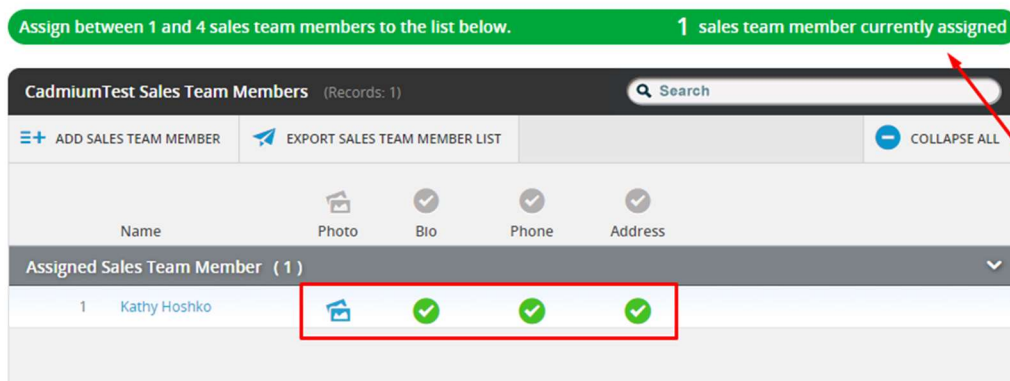 Assign between 1 and 4 sales team members to the list below. 1 sales team member currently assigned
CadmiumTest Sales Team Members (Records: 1) Search
ADD SALES TEAM MEMBER EXPORT SALES TEAM MEMBER LIST COLLAPSE ALL
Name Photo Bio Phone Address
Assigned Sales Team Member ( 1 )
1 Kathy Hoshko